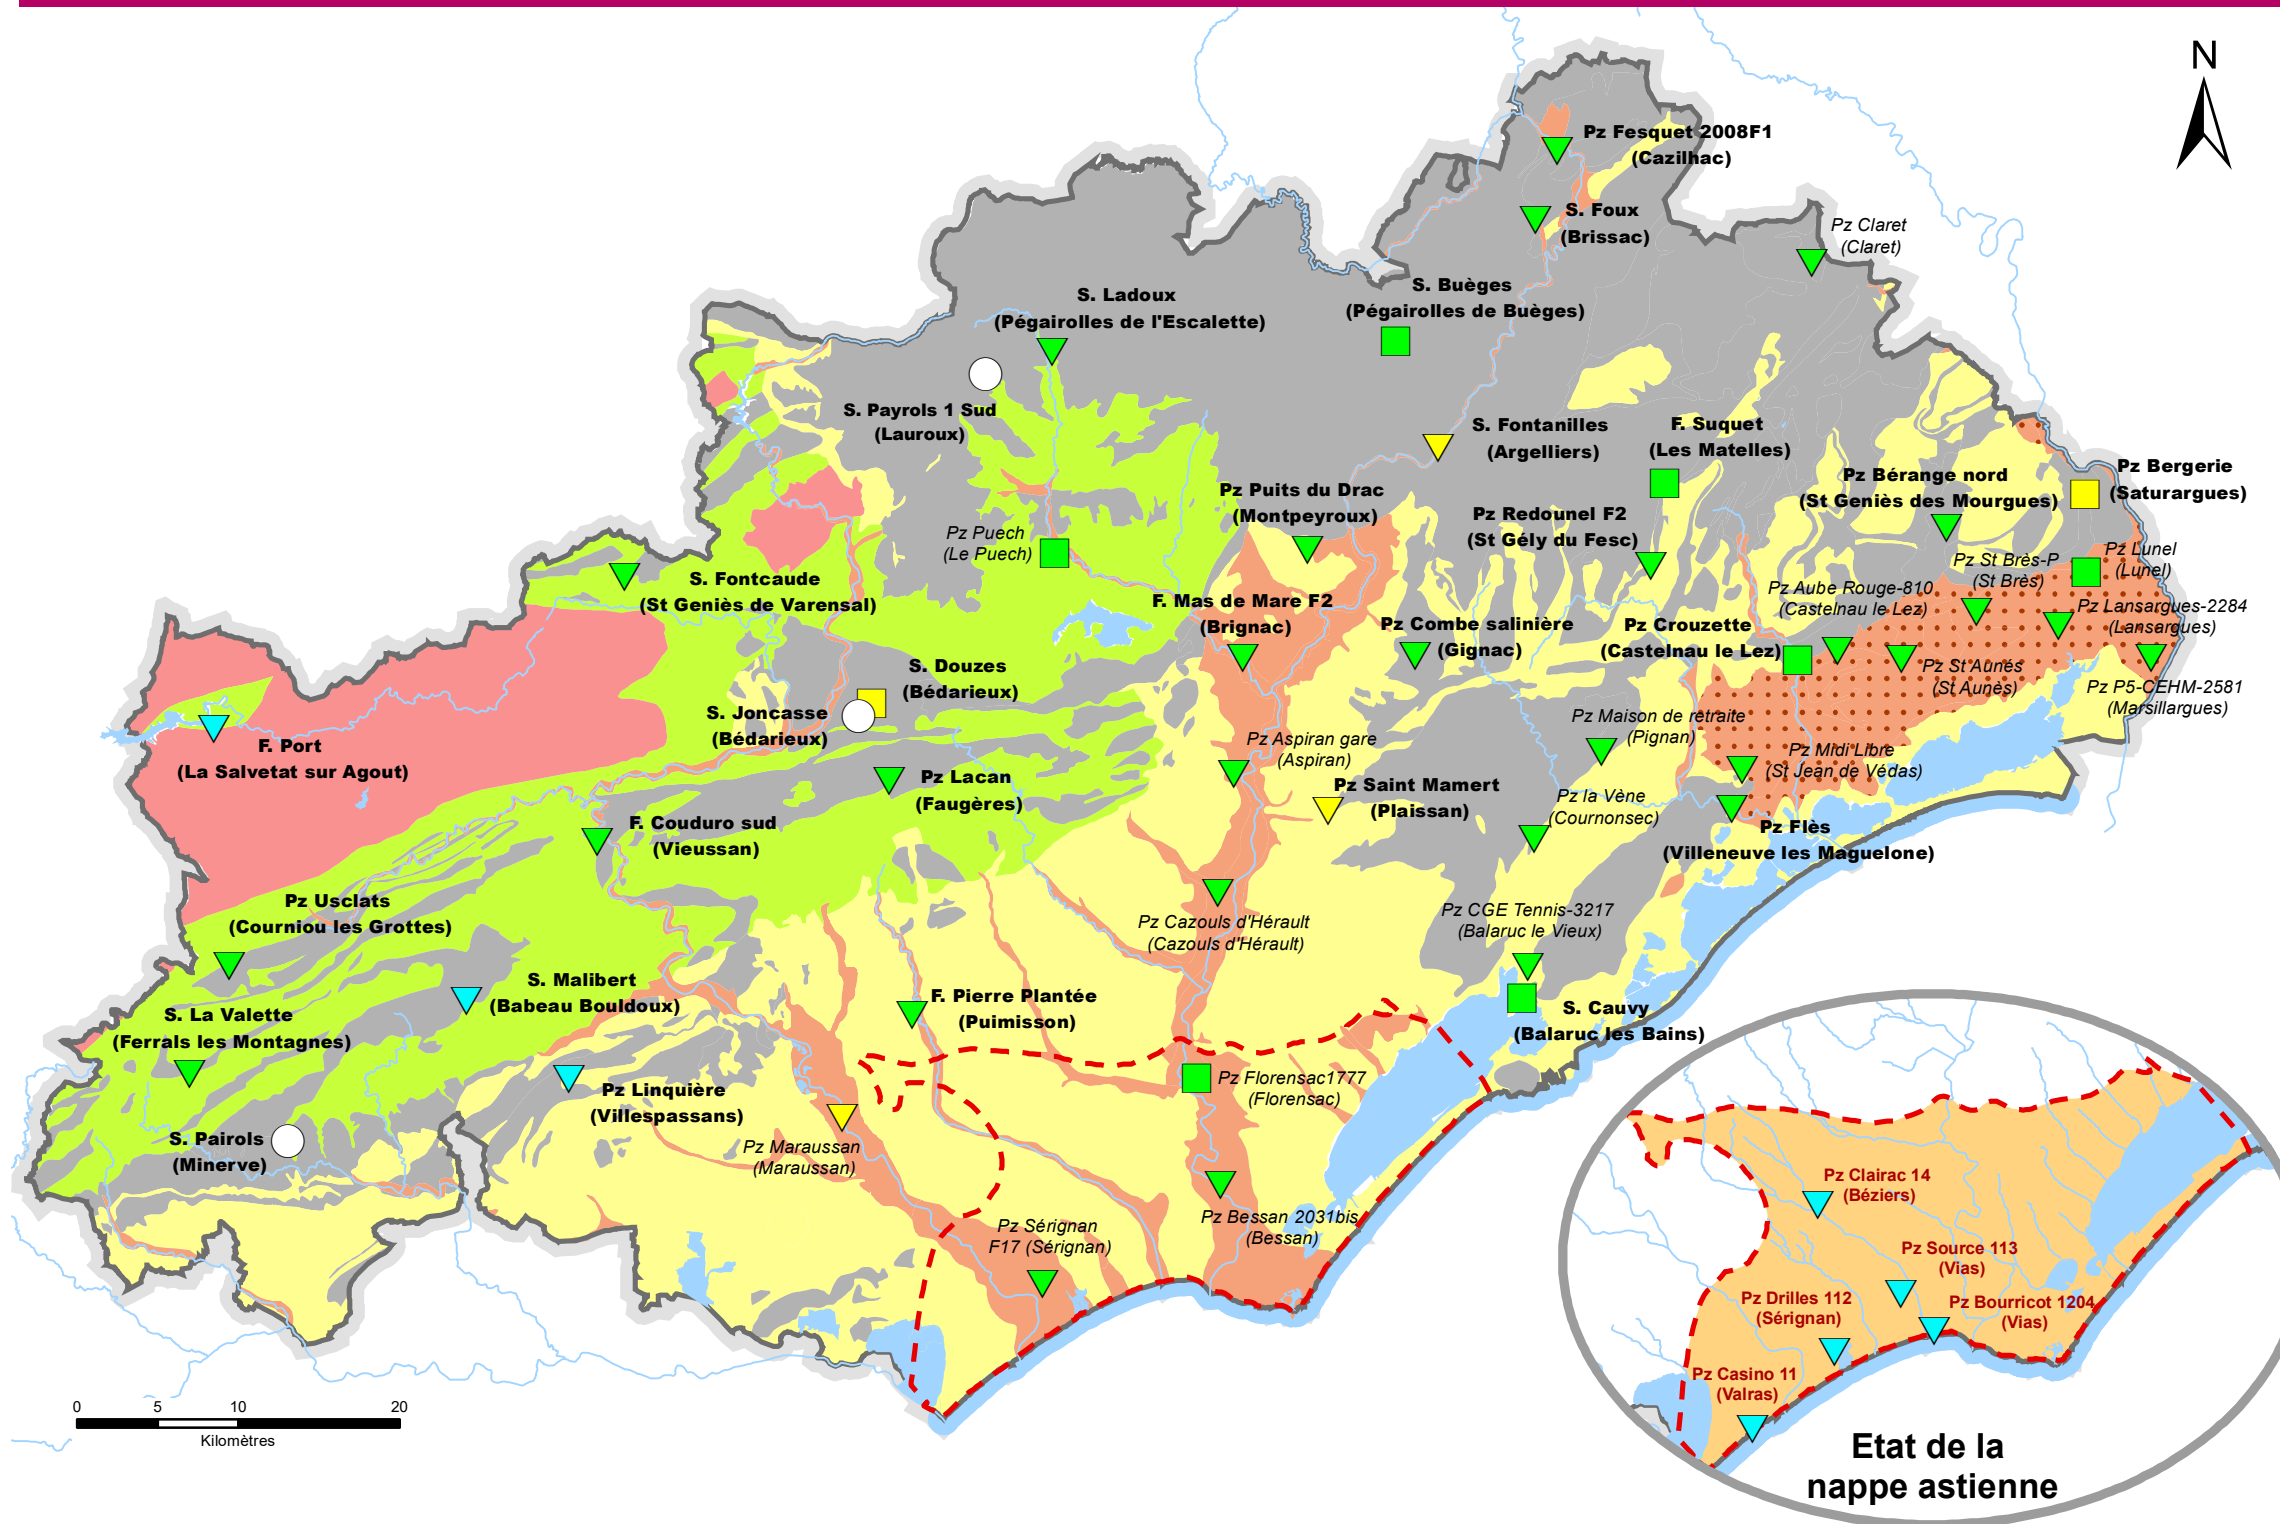 N
Pz Fesquet 2008F1
(Cazilhac)
S. Foux
(Brissac)
Pz Claret
(Claret)
S. Ladoux
(Pégairolles de l'Escalette)
S. Buèges
(Pégairolles de Buèges)
S. Payrols 1 Sud
(Lauroux)
S. Fontanilles
(Argelliers)
F. Suquet
(Les Matelles)
Pz Bérange nord
(St Geniès des Mourgues)
Pz Bergerie
(Saturargues)
Pz Puits du Drac
(Montpeyroux)
Pz Redounel F2
(St Gély du Fesc)
Pz Puech
(Le Puech)
Pz St Brès-P
(St Brès)
Pz Lunel
(Lunel)
S. Fontcaude
(St Geniès de Varensal)
F. Mas de Mare F2
(Brignac)
Pz Aube Rouge-810
(Castelnau le Lez)
Pz Lansargues-2284
(Lansargues)
Pz Combe salinière
(Gignac)
Pz Crouzette
(Castelnau le Lez)
S. Douzes
(Bédarieux)
Pz St Aunés
(St Aunès)
Pz P5-CEHM-2581
(Marsillargues)
S. Joncasse
(Bédarieux)
Pz Maison de retraite
(Pignan)
F. Port
(La Salvetat sur Agout)
Pz Aspiran gare
(Aspiran)
Pz Midi Libre
(St Jean de Védas)
Pz Lacan
(Faugères)
Pz Saint Mamert
(Plaissan)
Pz la Vène
(Cournonsec)
F. Couduro sud
(Vieussan)
Pz Flès
(Villeneuve les Maguelone)
Pz Usclats
(Courniou les Grottes)
Pz Cazouls d'Hérault
(Cazouls d'Hérault)
Pz CGE Tennis-3217
(Balaruc le Vieux)
S. Malibert
(Babeau Bouldoux)
F. Pierre Plantée
(Puimisson)
S. Cauvy
(Balaruc les Bains)
S. La Valette
(Ferrals les Montagnes)
Pz Linquière
(Villespassans)
Pz Florensac1777
(Florensac)
S. Pairols
(Minerve)
Pz Maraussan
(Maraussan)
Pz Sérignan
F17 (Sérignan)
Pz Bessan 2031bis
(Bessan)
Pz Clairac 14
(Béziers)
Pz Source 113
(Vias)
Pz Drilles 112
(Sérignan)
Pz Bourricot 1204
(Vias)
Pz Casino 11
(Valras)
0 5 10 20
Kilomètres
Etat de la
nappe astienne